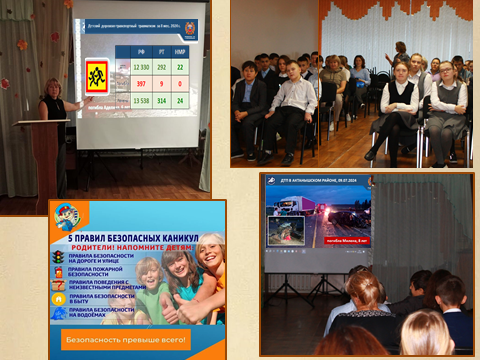 Детский дорожно-транспортный травматизм за 8 мес. 2024 г.
РФ РТ НМР
12 330 292 22
397 9 0
13 538 314 24
погибла
ДТП В АКТАНЫШСКОМ РАЙОНЕ, 09.07.2024
погибла Милана, 8 лет
5 ПРАВИЛ БЕЗОПАСНЫХ КАНИКУЛ
РОДИТЕЛИ! НАПОМНИТЕ ДЕТЯМ!
ПРАВИЛА БЕЗОПАСНОСТИ
НА ДОРОГЕ И УЛИЦЕ
ПРАВИЛА ПОЖАРНОЙ
БЕЗОПАСНОСТИ
ПРАВИЛА ПОВЕДЕНИЯ С
НЕИЗВЕСТНЫМИ ПРЕДМЕТАМИ
ПРАВИЛА БЕЗОПАСНОСТИ
В БЫТУ
ПРАВИЛА БЕЗОПАСНОСТИ
НА ВОДОЁМАХ
Безопасность превыше всего!